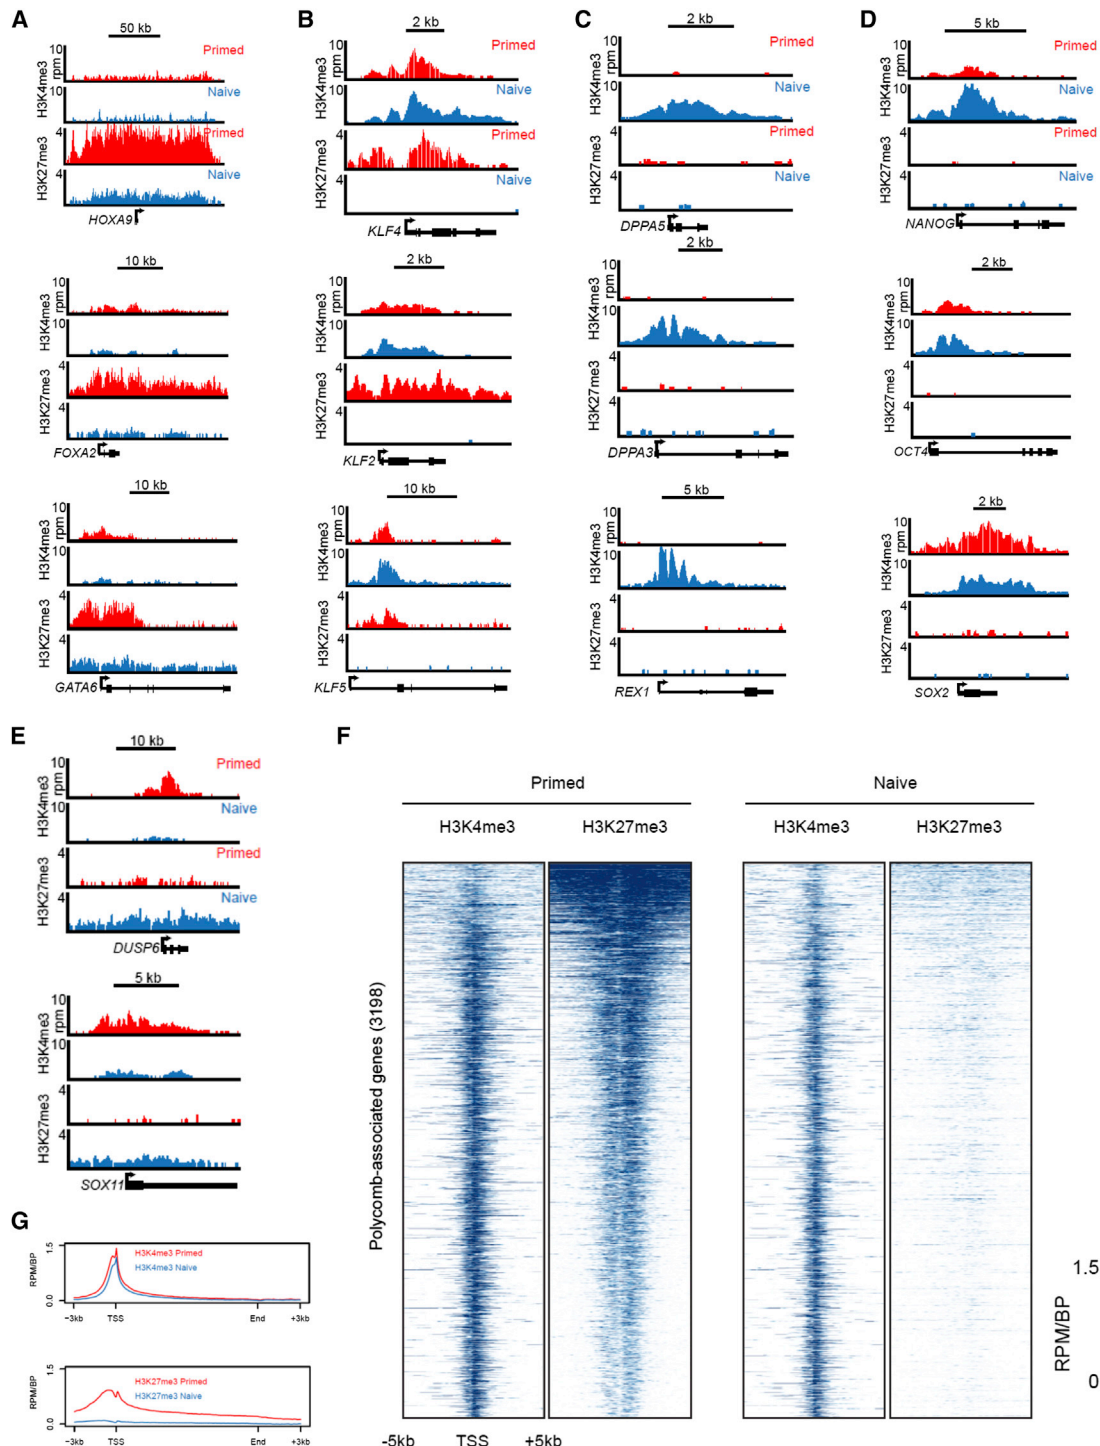 A
50 kb
10
rpm
H3K4me3
Primed
10
Naive
4
H3K27me3
Primed
4
Naive
HOXA9
10 kb
10
rpm
H3K4me3
10
4
H3K27me3
4
FOXA2
10 kb
10
rpm
H3K4me3
10
4
H3K27me3
4
GATA6
B
2 kb
10
H3K4me3
Primed
10
Naive
4
H3K27me3
Primed
4
Naive
KLF4
2 kb
10
H3K4me3
10
4
H3K27me3
4
KLF2
10 kb
10
H3K4me3
10
4
H3K27me3
4
KLF5
C
2 kb
10
H3K4me3
Primed
10
Naive
4
H3K27me3
Primed
4
Naive
DPPA5
2 kb
10
H3K4me3
10
4
H3K27me3
4
DPPA3
5 kb
10
H3K4me3
10
4
H3K27me3
4
REX1
D
5 kb
10
rpm
H3K4me3
Primed
10
Naive
4
H3K27me3
Primed
4
Naive
NANOG
2 kb
10
rpm
H3K4me3
10
4
H3K27me3
4
OCT4
2 kb
10
rpm
H3K4me3
10
4
H3K27me3
4
SOX2
E
10 kb
10
rpm
H3K4me3
Primed
10
Naive
4
H3K27me3
Primed
4
Naive
DUSP6
5 kb
10
rpm
H3K4me3
10
4
H3K27me3
4
SOX11
F
Primed
Naive
H3K4me3
H3K27me3
H3K4me3
H3K27me3
Polycomb-associated genes (3198)
-5kb
TSS
+5kb
1.5
RPM/BP
0
G
1.5
RPM/BP
0.0
H3K4me3 Primed
H3K4me3 Naive
−3kb
TSS
End
+3kb
1.5
RPM/BP
0.0
H3K27me3 Primed
H3K27me3 Naive
−3kb
TSS
End
+3kb